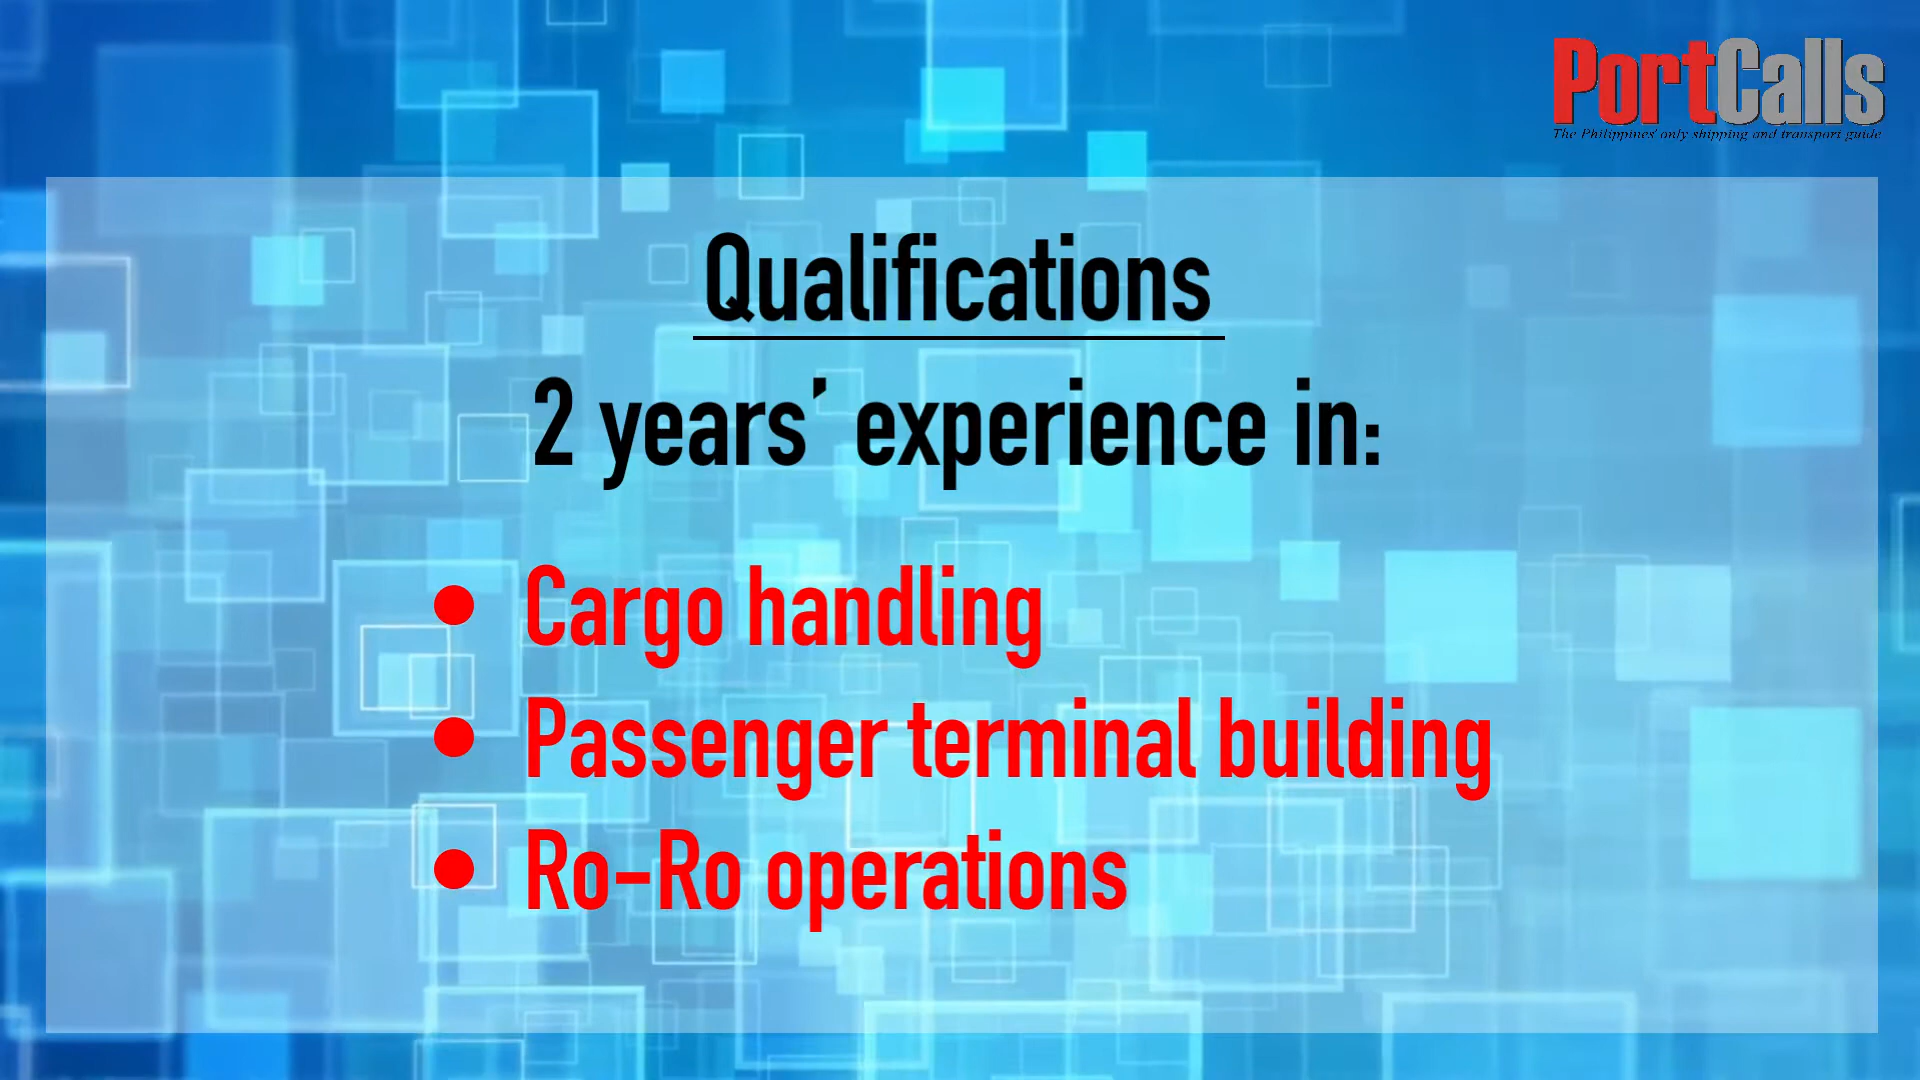 PortCalls
The Philippines' only shipping and transport guide
Qualifications
2 years’ experience in:
• Cargo handling
• Passenger terminal building
• Ro-Ro operations